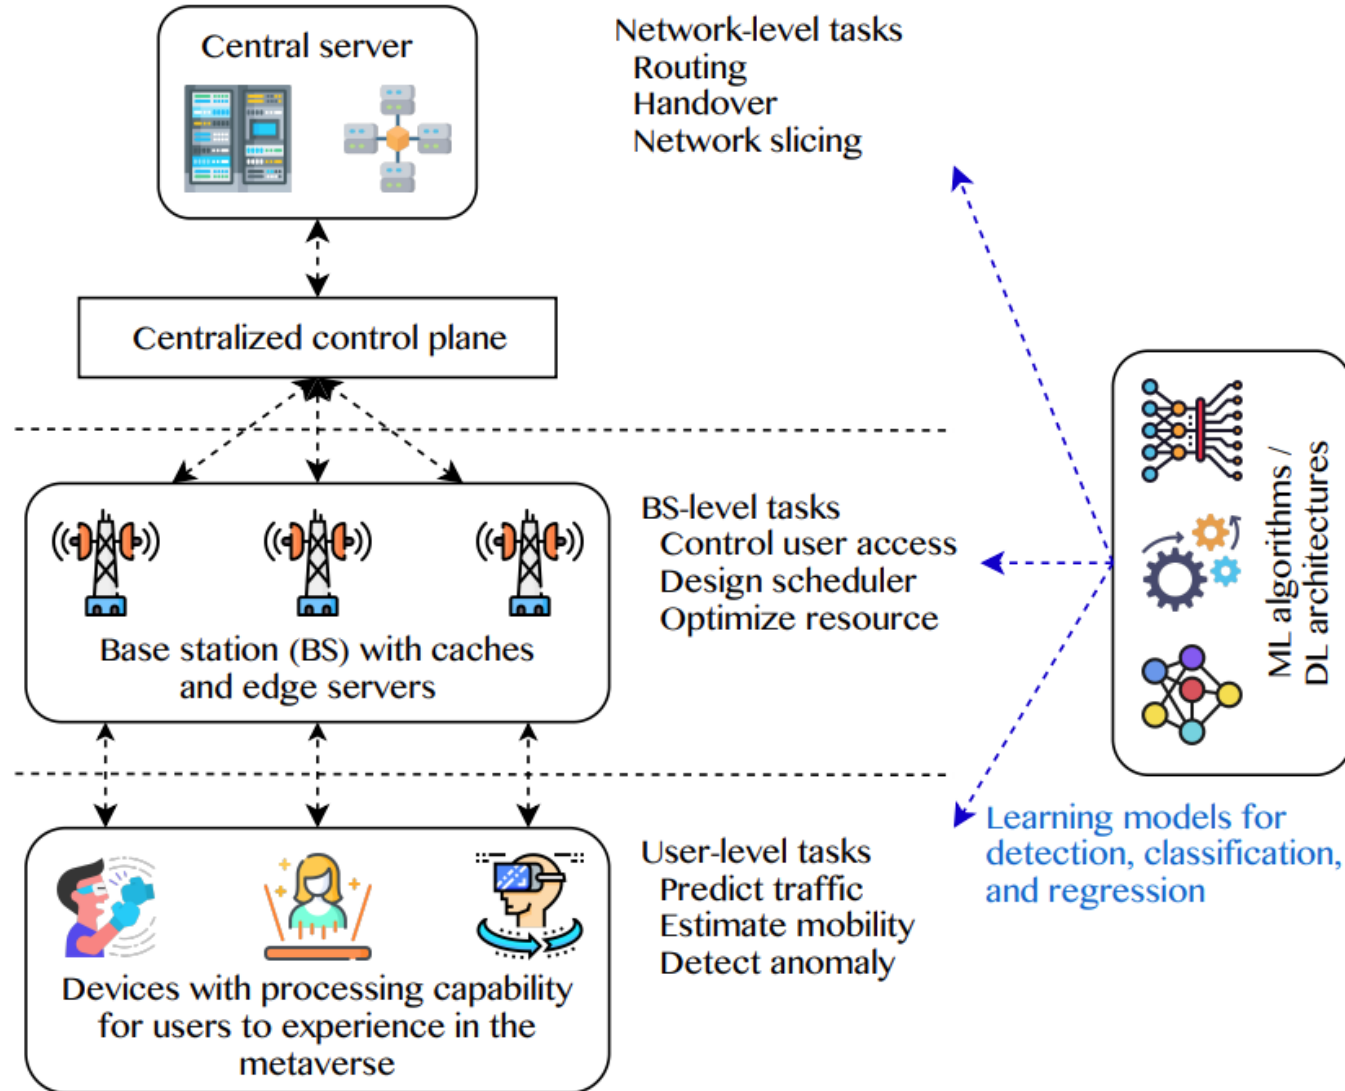 Central server
Network-level tasks
Routing
Handover
Network slicing
Centralized control plane
BS-level tasks
Control user access
Design scheduler
Optimize resource
Base station (BS) with caches
and edge servers
ML algorithms /
DL architectures
Learning models for
detection, classification,
and regression
User-level tasks
Predict traffic
Estimate mobility
Detect anomaly
Devices with processing capability
for users to experience in the
metaverse